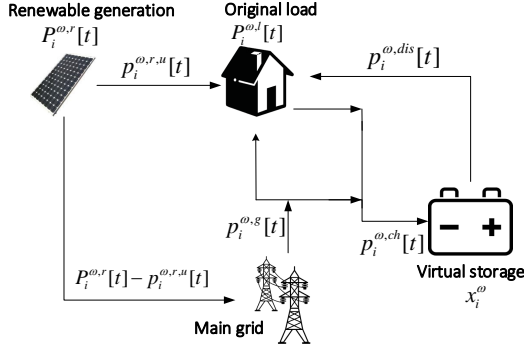 Renewable generation
P_i^{ω,r}[t]
Original load
P_i^{ω,l}[t]
p_i^{ω,r,u}[t]
p_i^{ω,dis}[t]
p_i^{ω,g}[t]
p_i^{ω,ch}[t]
Virtual storage
x_i^ω
P_i^{ω,r}[t] − p_i^{ω,r,u}[t]
Main grid